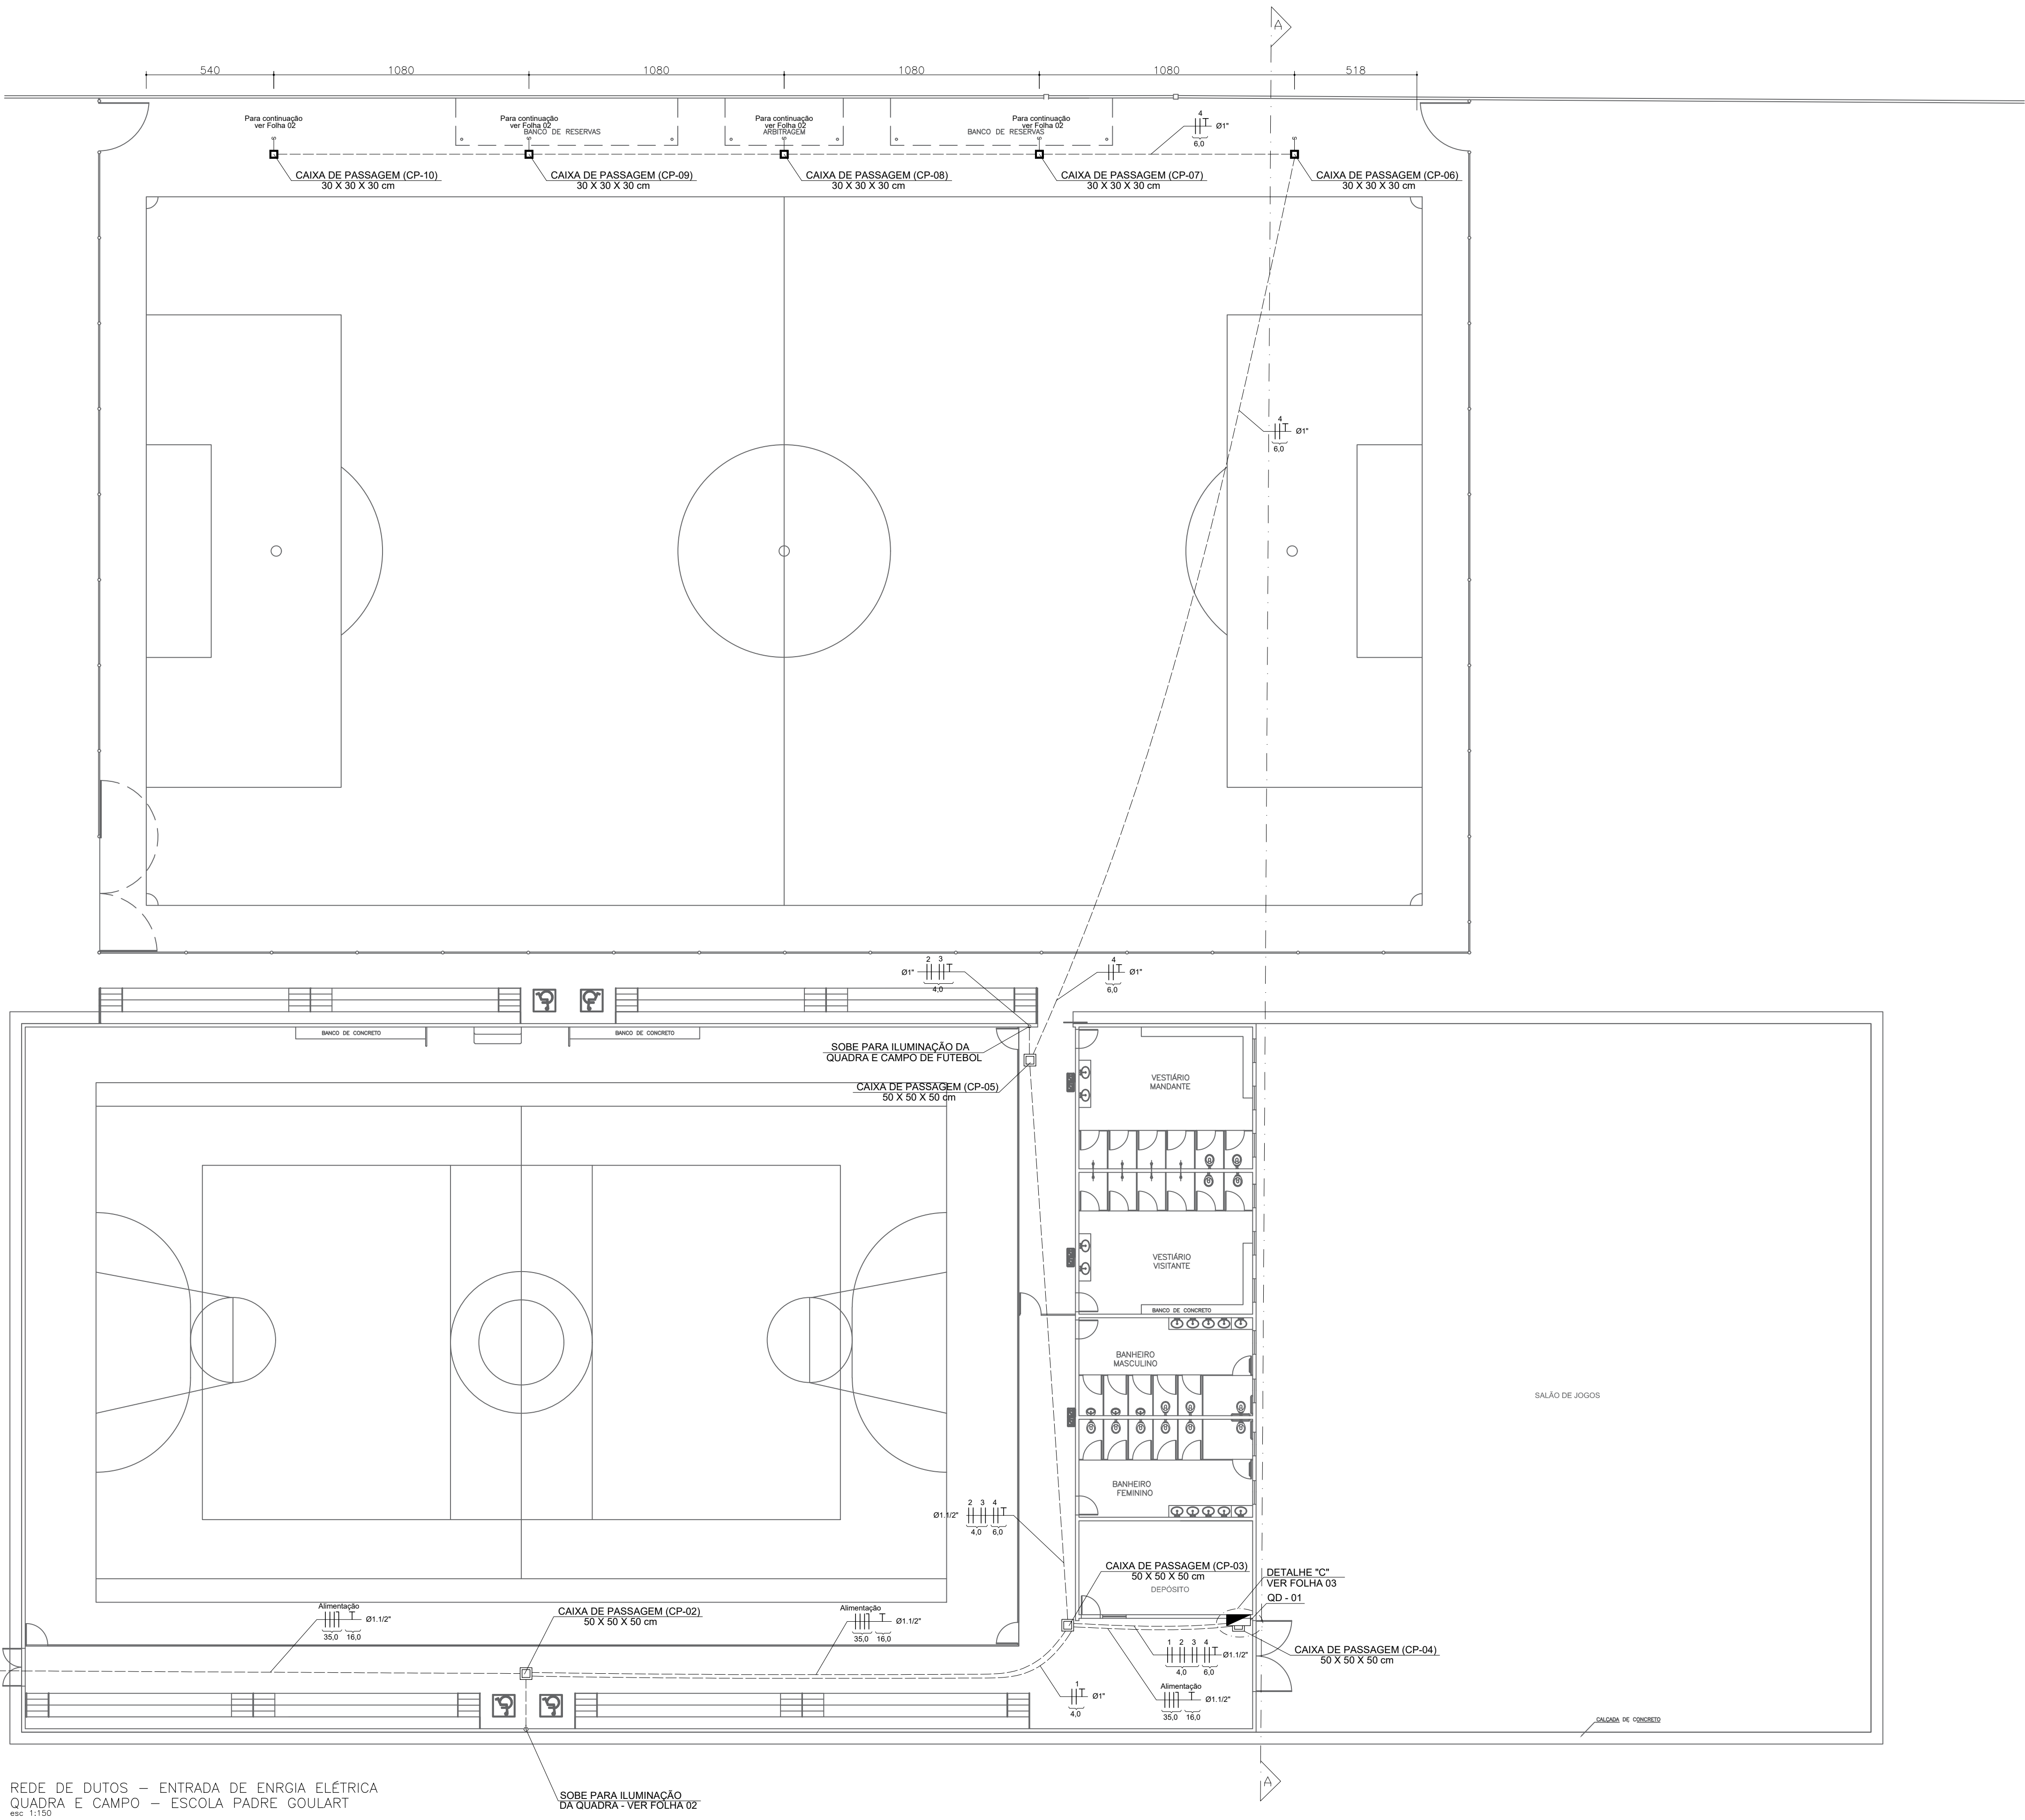 A
540
1080
1080
1080
1080
518
Para continuação
ver Folha 02
Para continuação
ver Folha 02
BANCO DE RESERVAS
Para continuação
ver Folha 02
ARBITRAGEM
Para continuação
ver Folha 02
BANCO DE RESERVAS
4
Ø1"
6,0
S
S
S
S
S
CAIXA DE PASSAGEM (CP-10)
30 X 30 X 30 cm
CAIXA DE PASSAGEM (CP-09)
30 X 30 X 30 cm
CAIXA DE PASSAGEM (CP-08)
30 X 30 X 30 cm
CAIXA DE PASSAGEM (CP-07)
30 X 30 X 30 cm
CAIXA DE PASSAGEM (CP-06)
30 X 30 X 30 cm
4
Ø1"
6,0
2 3
Ø1"
4,0
4
Ø1"
6,0
BANCO DE CONCRETO
BANCO DE CONCRETO
SOBE PARA ILUMINAÇÃO DA
QUADRA E CAMPO DE FUTEBOL
CAIXA DE PASSAGEM (CP-05)
50 X 50 X 50 cm
VESTIÁRIO
MANDANTE
VESTIÁRIO
VISITANTE
BANCO DE CONCRETO
BANHEIRO
MASCULINO
SALÃO DE JOGOS
BANHEIRO
FEMININO
2 3 4
Ø1.1/2"
4,0 6,0
CAIXA DE PASSAGEM (CP-03)
50 X 50 X 50 cm
DEPÓSITO
DETALHE "C"
VER FOLHA 03
QD - 01
Alimentação
Ø1.1/2"
35,0 16,0
CAIXA DE PASSAGEM (CP-02)
50 X 50 X 50 cm
Alimentação
Ø1.1/2"
35,0 16,0
CAIXA DE PASSAGEM (CP-04)
50 X 50 X 50 cm
1 2 3 4
Ø1.1/2"
4,0 6,0
1
Ø1"
4,0
Alimentação
Ø1.1/2"
35,0 16,0
CALÇADA DE CONCRETO
A
REDE DE DUTOS – ENTRADA DE ENRGIA ELÉTRICA
QUADRA E CAMPO – ESCOLA PADRE GOULART
esc 1:150
SOBE PARA ILUMINAÇÃO
DA QUADRA - VER FOLHA 02